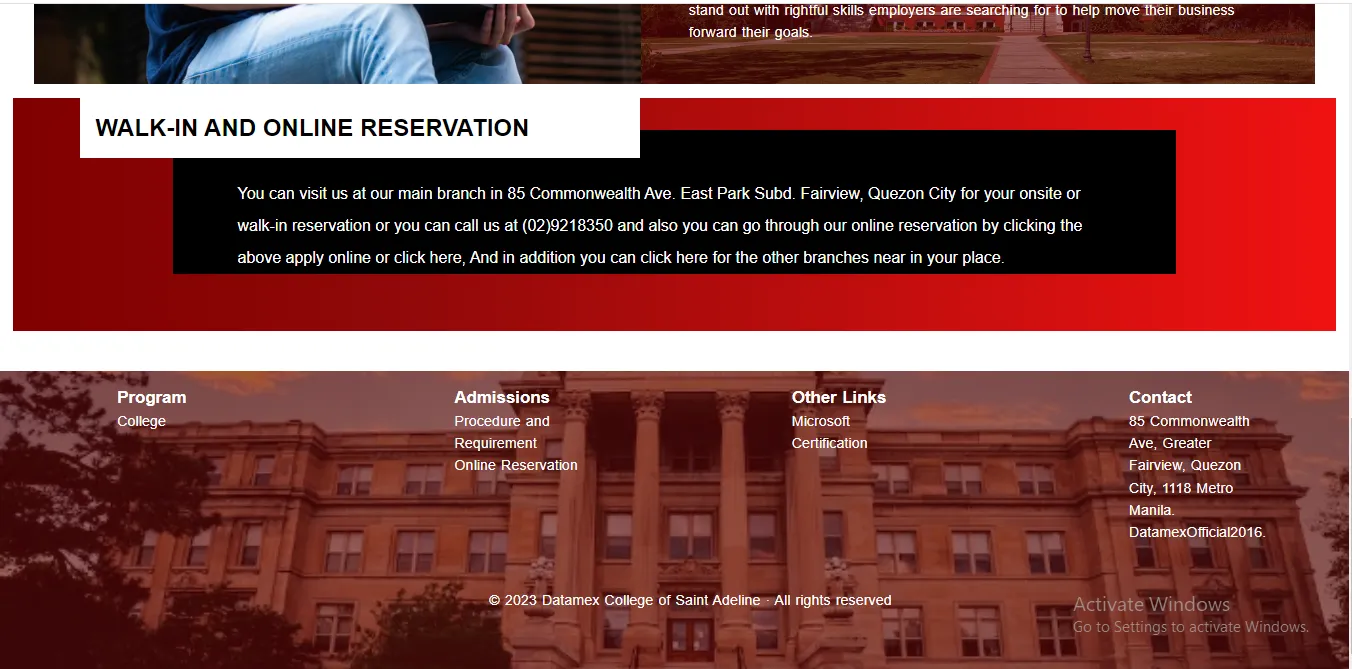 stand out with rightful skills employers are searching for to help move their business
forward their goals.
WALK-IN AND ONLINE RESERVATION
You can visit us at our main branch in 85 Commonwealth Ave. East Park Subd. Fairview, Quezon City for your onsite or
walk-in reservation or you can call us at (02)9218350 and also you can go through our online reservation by clicking the
above apply online or click here, And in addition you can click here for the other branches near in your place.
Program
College
Admissions
Procedure and
Requirement
Online Reservation
Other Links
Microsoft
Certification
Contact
85 Commonwealth
Ave, Greater
Fairview, Quezon
City, 1118 Metro
Manila.
DatamexOfficial2016.
© 2023 Datamex College of Saint Adeline · All rights reserved
Activate Windows
Go to Settings to activate Windows.